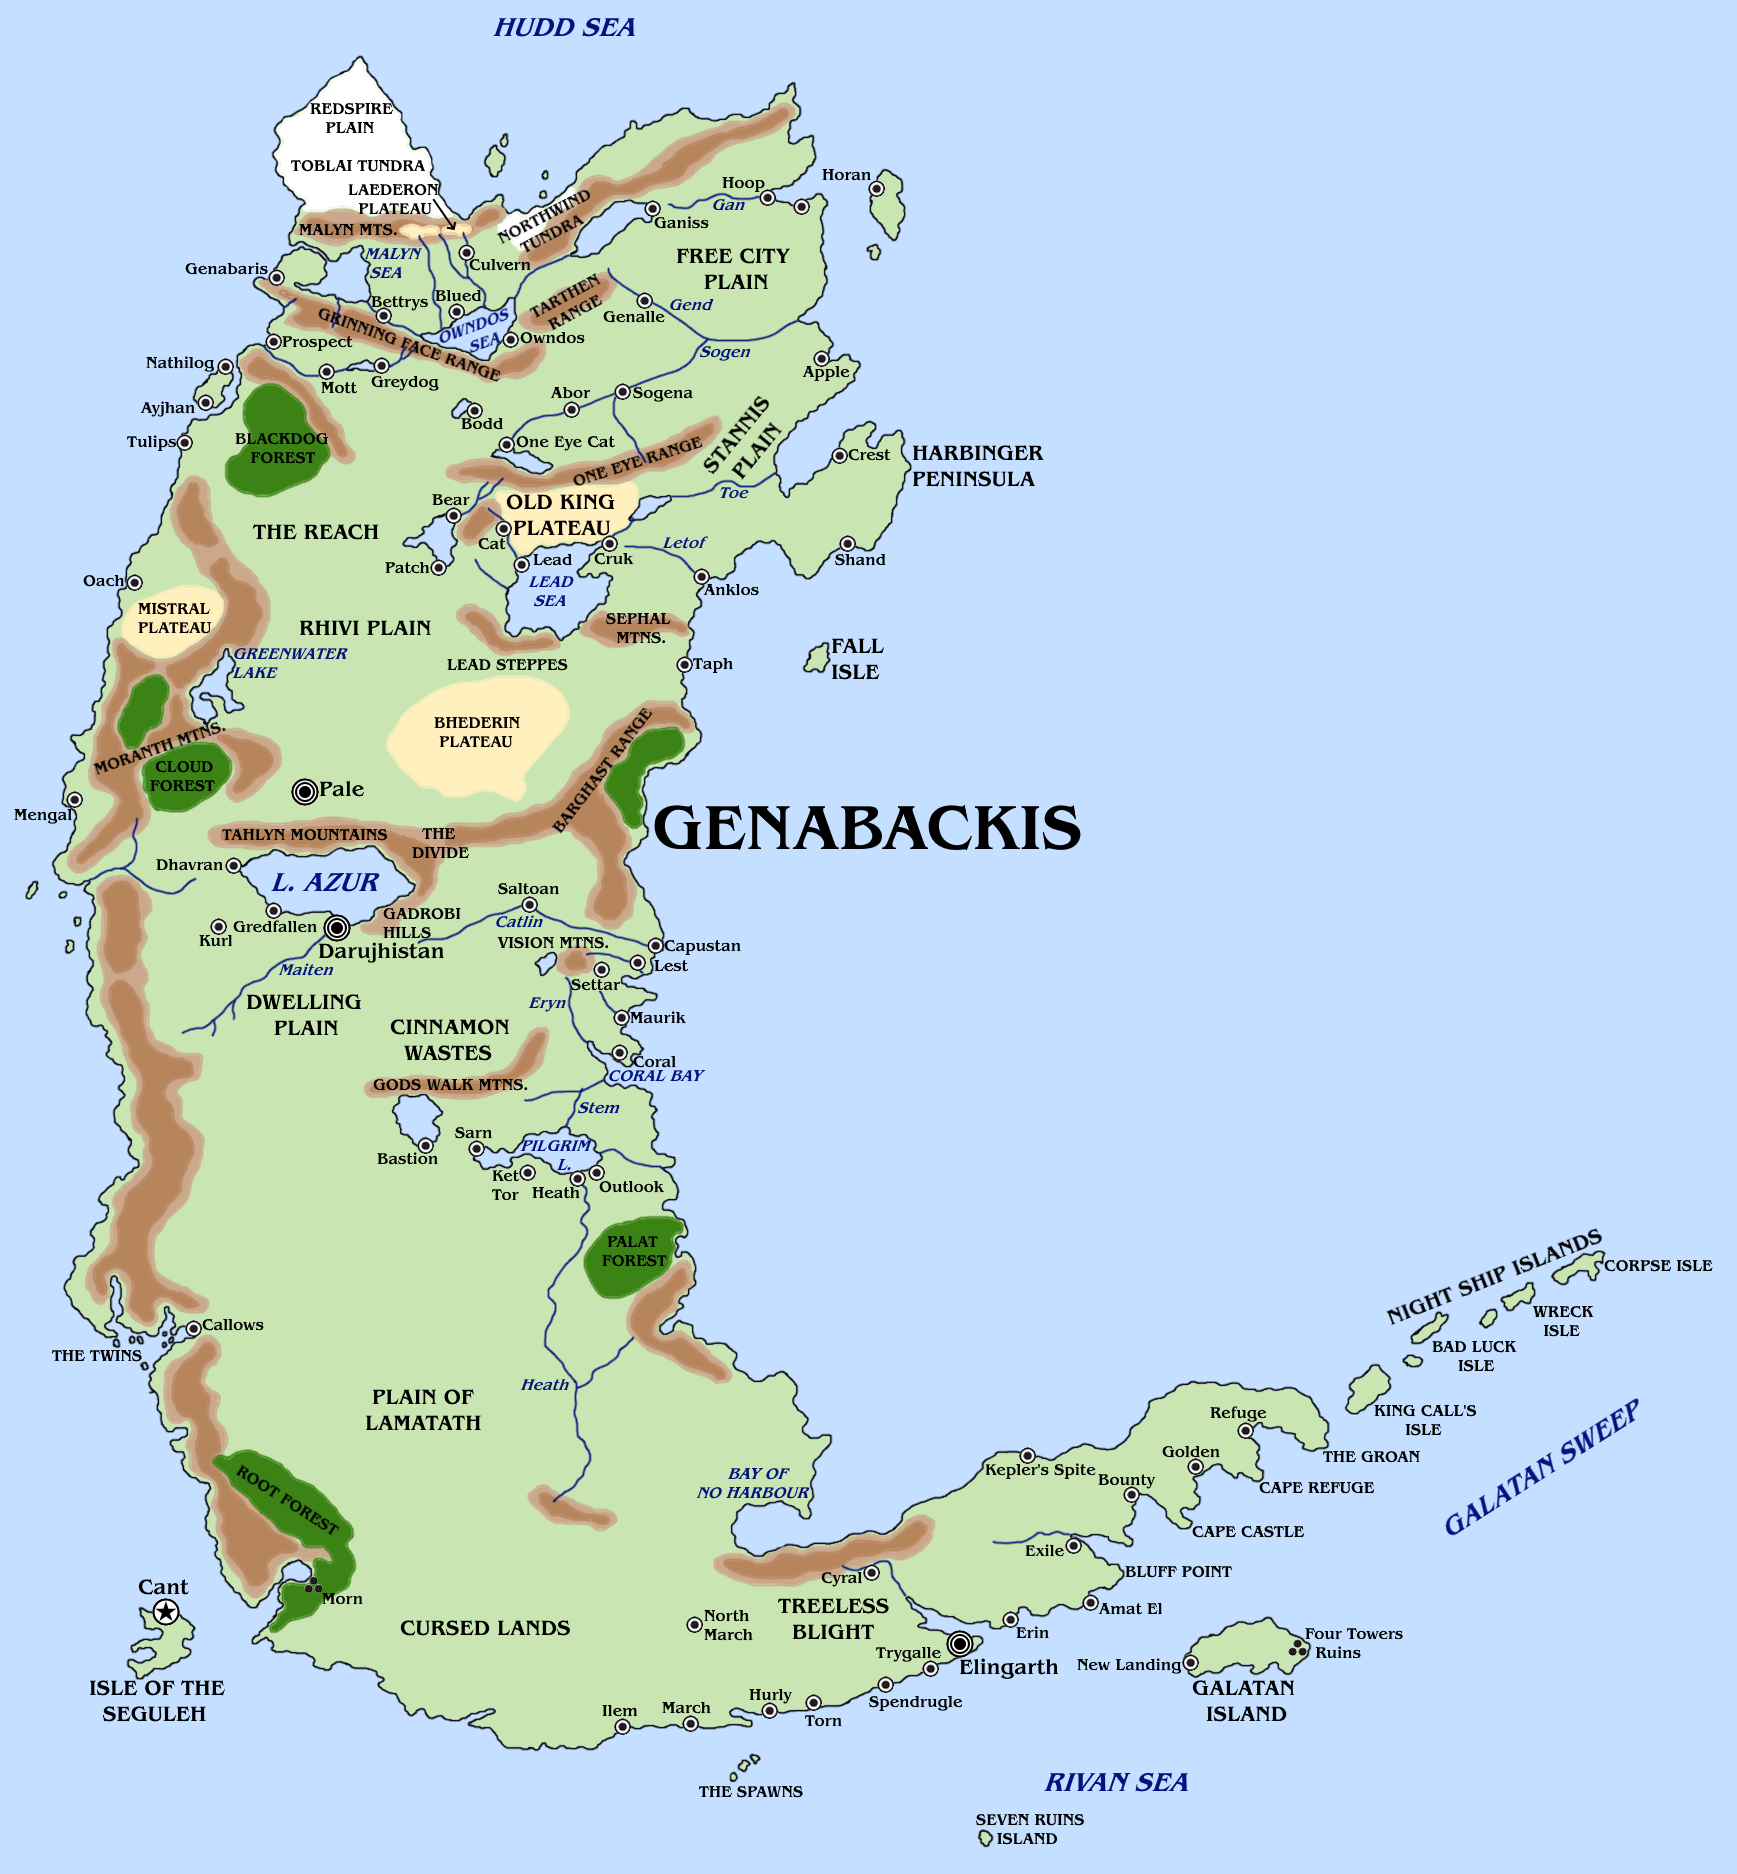 HUDD SEA
REDSPIRE
PLAIN
TOBLAI TUNDRA
LAEDERON
PLATEAU
MALYN MTS.
NORTHWIND
TUNDRA
Hoop
Horan
Gan
Ganiss
MALYN
SEA
Culvern
FREE CITY
PLAIN
Genabaris
Bettrys
Blued
TARTHEN
RANGE
Genalle
Gend
GRINNING FACE RANGE
OWNDOS
SEA
Owndos
Prospect
Sogen
Nathilog
Mott
Greydog
Apple
Ayjhan
Abor
Sogena
Bodd
Tulips
BLACKDOG
FOREST
One Eye Cat
ONE EYE RANGE
STANNIS
PLAIN
Crest
HARBINGER
PENINSULA
Bear
OLD KING
PLATEAU
Toe
THE REACH
Cat
Cruk
Letof
Shand
Patch
Lead
LEAD
SEA
Anklos
Oach
MISTRAL
PLATEAU
RHIVI PLAIN
SEPHAL
MTNS.
GREENWATER
LAKE
LEAD STEPPES
Taph
FALL
ISLE
BHEDERIN
PLATEAU
MORANTH MTNS.
CLOUD
FOREST
BARGHAST RANGE
Pale
Mengal
GENABACKIS
TAHLYN MOUNTAINS
THE
DIVIDE
Dhavran
L. AZUR
Saltoan
Gredfallen
GADROBI
HILLS
Catlin
Kurl
Darujhistan
VISION MTNS.
Capustan
Lest
Maiten
Settar
Eryn
DWELLING
PLAIN
Maurik
CINNAMON
WASTES
Coral
CORAL BAY
GODS WALK MTNS.
Stem
Sarn
PILGRIM
L.
Bastion
Ket
Tor
Heath
Outlook
PALAT
FOREST
NIGHT SHIP ISLANDS
CORPSE ISLE
WRECK
ISLE
BAD LUCK
ISLE
Callows
THE TWINS
Heath
PLAIN OF
LAMATATH
KING CALL'S
ISLE
Refuge
THE GROAN
Golden
Kepler's Spite
Bounty
CAPE REFUGE
BAY OF
NO HARBOUR
GALATAN SWEEP
ROOT FOREST
CAPE CASTLE
Exile
BLUFF POINT
Cyral
Cant
Morn
TREELESS
BLIGHT
North
March
CURSED LANDS
Amat El
Erin
Trygalle
Elingarth
Four Towers
Ruins
New Landing
ISLE OF THE
SEGULEH
GALATAN
ISLAND
Spendrugle
Hurly
Torn
March
Ilem
THE SPAWNS
RIVAN SEA
SEVEN RUINS
ISLAND